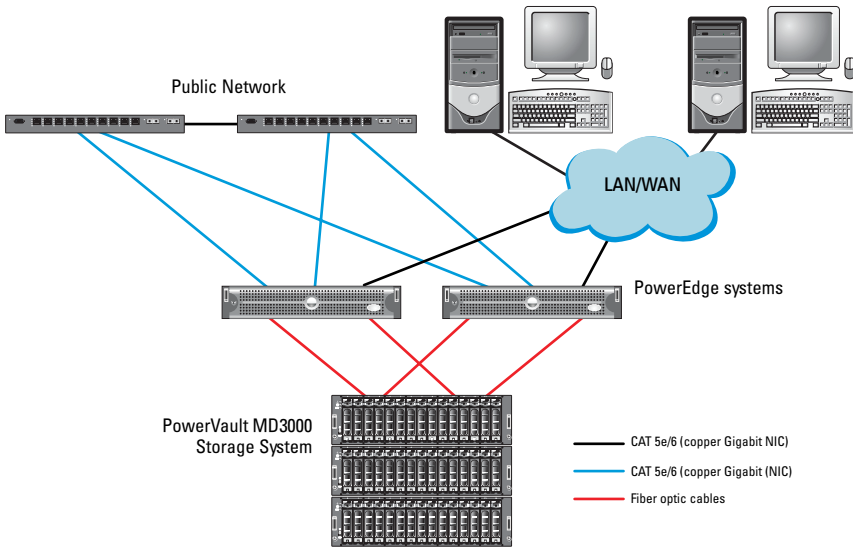 Public Network
LAN/WAN
PowerEdge systems
PowerVault MD3000
Storage System
CAT 5e/6 (copper Gigabit NIC)
CAT 5e/6 (copper Gigabit (NIC)
Fiber optic cables